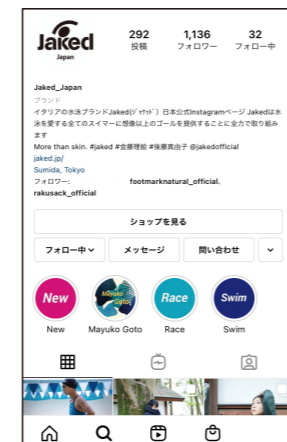 Jaked
Japan
292
投稿
1,136
フォロワー
32
フォロー中
Jaked_Japan
ブランド
イタリアの水泳ブランドJaked(ｼﾞｬｹｯﾄﾞ) 日本公式Instagramページ Jakedは水
泳を愛する全てのスイマーに想像以上のゴールを提供することに全力で取り組み
ます
More than skin. #jaked #金藤理絵 #後藤真由子 @jakedofficial
jaked.jp/
Sumida, Tokyo
フォロワー: footmarknatural_official、
rakusack_official
ショップを見る
フォロー中
メッセージ
問い合わせ
New
Mayuko Goto
Race
Swim
New
Mayuko Goto
Race
Swim